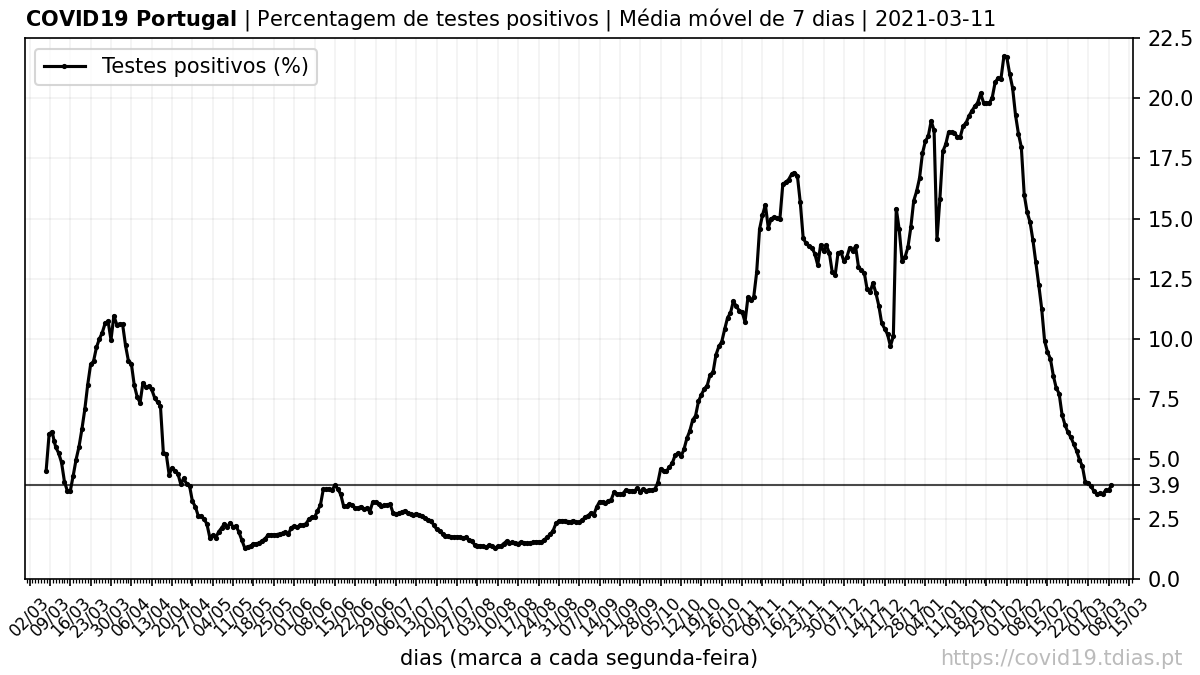 COVID19 Portugal | Percentagem de testes positivos | Média móvel de 7 dias | 2021-03-11
Testes positivos (%)
22.5
20.0
17.5
15.0
12.5
10.0
7.5
5.0
3.9
2.5
0.0
02/03 09/03 16/03 23/03 30/03 06/04 13/04 20/04 27/04 04/05 11/05 18/05 25/05 01/06 08/06 15/06 22/06 29/06 06/07 13/07 20/07 27/07 03/08 10/08 17/08 24/08 31/08 07/09 14/09 21/09 28/09 05/10 12/10 19/10 26/10 02/11 09/11 16/11 23/11 30/11 07/12 14/12 21/12 28/12 04/01 11/01 18/01 25/01 01/02 08/02 15/02 22/02 01/03 08/03 15/03
dias (marca a cada segunda-feira)
https://covid19.tdias.pt